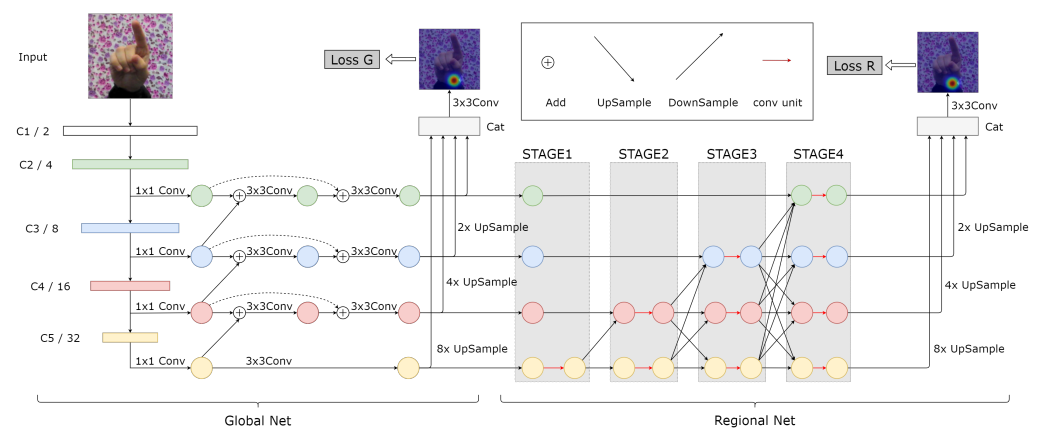 Input
Loss G
3x3Conv
Cat
Add
UpSample
DownSample
conv unit
Loss R
3x3Conv
Cat
C1 / 2
C2 / 4
C3 / 8
C4 / 16
C5 / 32
STAGE1
STAGE2
STAGE3
STAGE4
1x1 Conv
3x3Conv
3x3Conv
2x UpSample
2x UpSample
1x1 Conv
3x3Conv
3x3Conv
4x UpSample
4x UpSample
1x1 Conv
3x3Conv
3x3Conv
8x UpSample
8x UpSample
1x1 Conv
3x3Conv
Global Net
Regional Net